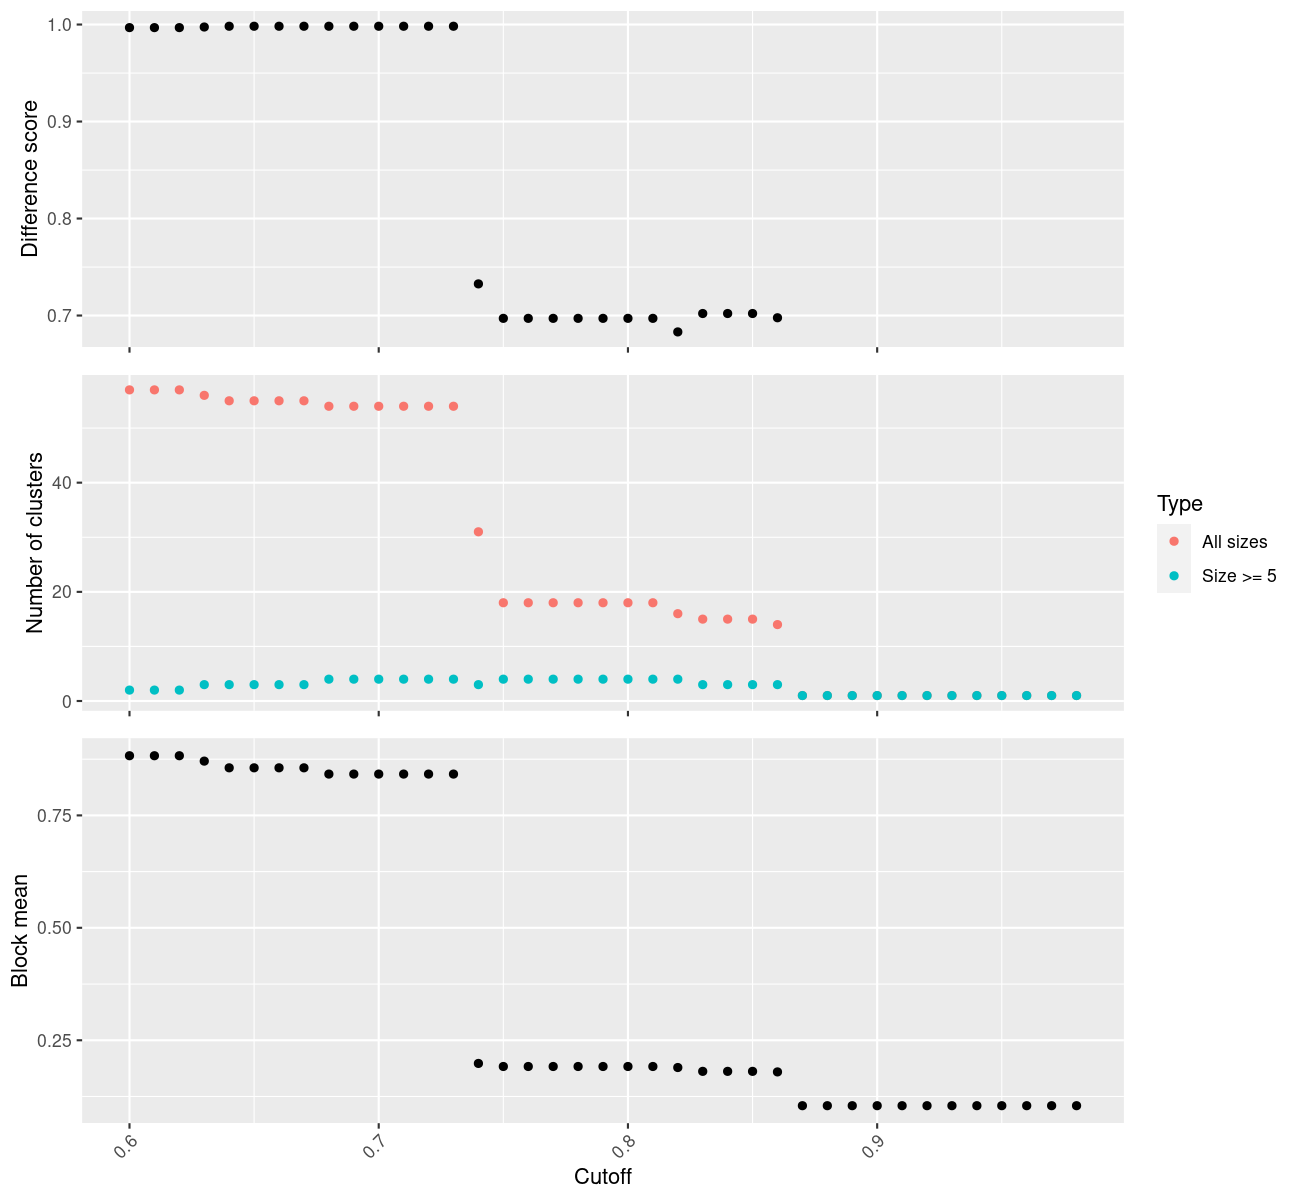 1.0
0.9
0.8
0.7
Difference score
40
20
0
Number of clusters
Type
All sizes
Size >= 5
0.75
0.50
0.25
Block mean
0.6
0.7
0.8
0.9
Cutoff